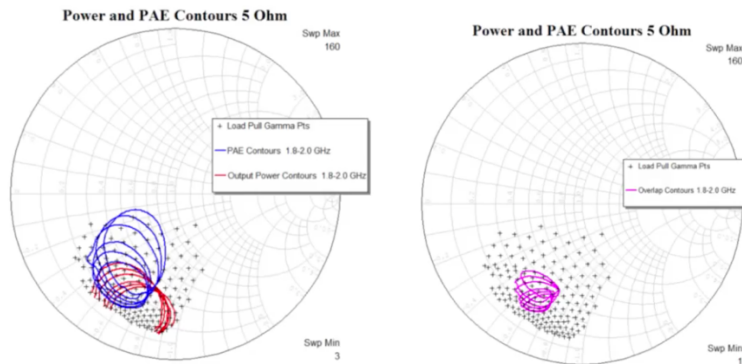 Power and PAE Contours 5 Ohm
Swp Max
160
Load Pull Gamma Pts
PAE Contours 1.8-2.0 GHz
Output Power Contours 1.8-2.0 GHz
Swp Min
3
Power and PAE Contours 5 Ohm
Swp Max
160
Load Pull Gamma Pts
Overlap Contours 1.8-2.0 GHz
Swp Min